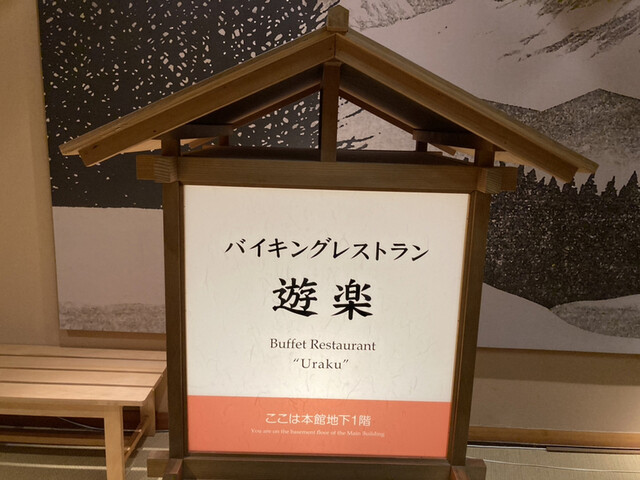 バイキングレストラン
遊楽
Buffet Restaurant
“Uraku”
ここは本館地下1階
You are on the basement floor of the Main Building